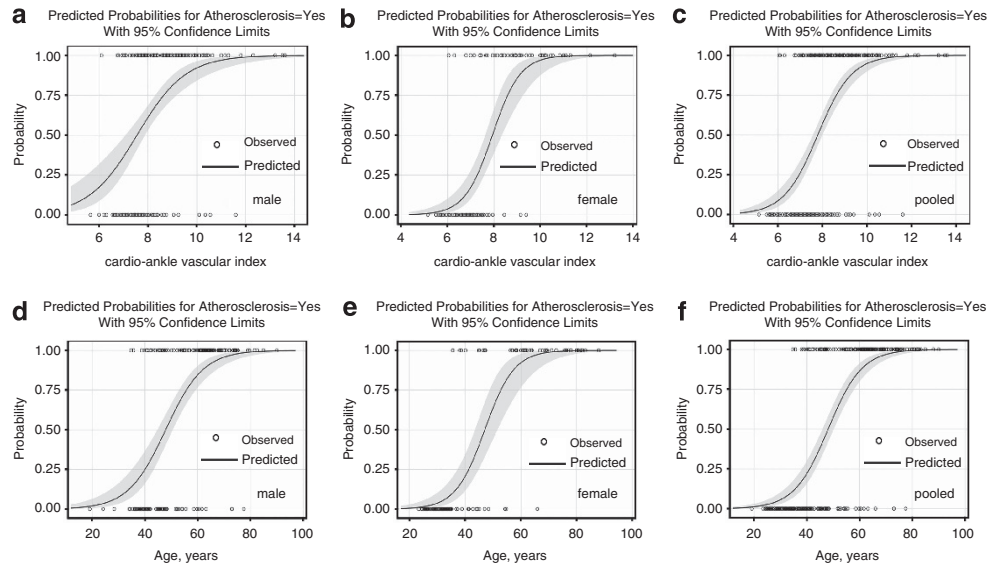 a
Predicted Probabilities for Atherosclerosis=Yes
With 95% Confidence Limits
Probability
1.00
0.75
0.50
0.25
0.00
Observed
Predicted
male
6 8 10 12 14
cardio-ankle vascular index
b
Predicted Probabilities for Atherosclerosis=Yes
With 95% Confidence Limits
Probability
1.00
0.75
0.50
0.25
0.00
Observed
Predicted
female
4 6 8 10 12 14
cardio-ankle vascular index
c
Predicted Probabilities for Atherosclerosis=Yes
With 95% Confidence Limits
Probability
1.00
0.75
0.50
0.25
0.00
Observed
Predicted
pooled
4 6 8 10 12 14
cardio-ankle vascular index
d
Predicted Probabilities for Atherosclerosis=Yes
With 95% Confidence Limits
Probability
1.00
0.75
0.50
0.25
0.00
Observed
Predicted
male
20 40 60 80 100
Age, years
e
Predicted Probabilities for Atherosclerosis=Yes
With 95% Confidence Limits
Probability
1.00
0.75
0.50
0.25
0.00
Observed
Predicted
female
20 40 60 80 100
Age, years
f
Predicted Probabilities for Atherosclerosis=Yes
With 95% Confidence Limits
Probability
1.00
0.75
0.50
0.25
0.00
Observed
Predicted
pooled
20 40 60 80 100
Age, years